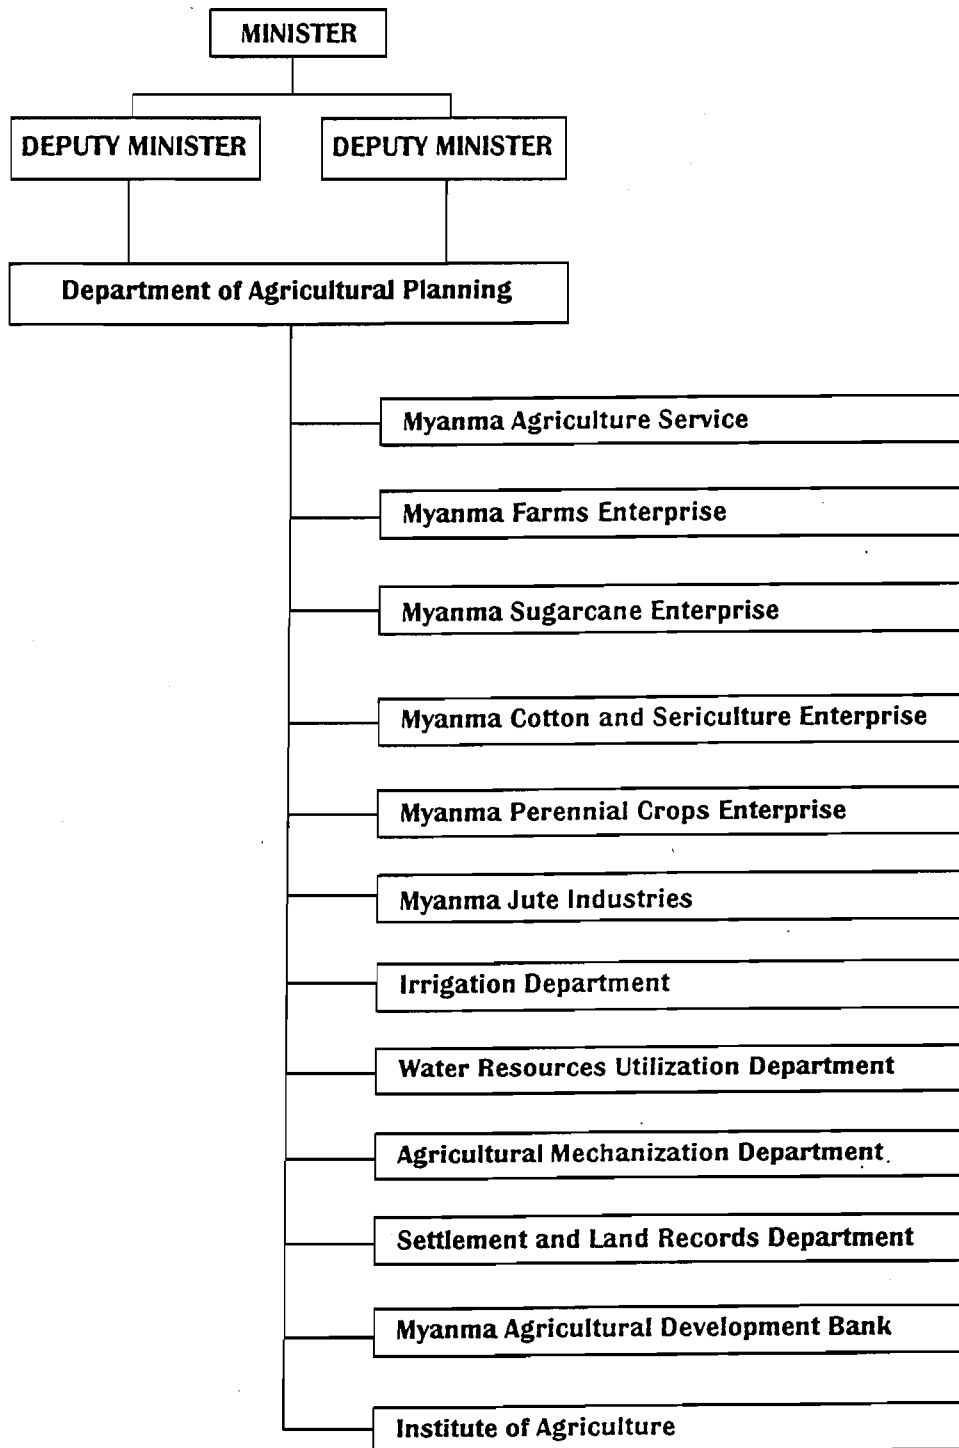 MINISTER
DEPUTY MINISTER
DEPUTY MINISTER
Department of Agricultural Planning
Myanma Agriculture Service
Myanma Farms Enterprise
Myanma Sugarcane Enterprise
Myanma Cotton and Sericulture Enterprise
Myanma Perennial Crops Enterprise
Myanma Jute Industries
Irrigation Department
Water Resources Utilization Department
Agricultural Mechanization Department
Settlement and Land Records Department
Myanma Agricultural Development Bank
Institute of Agriculture